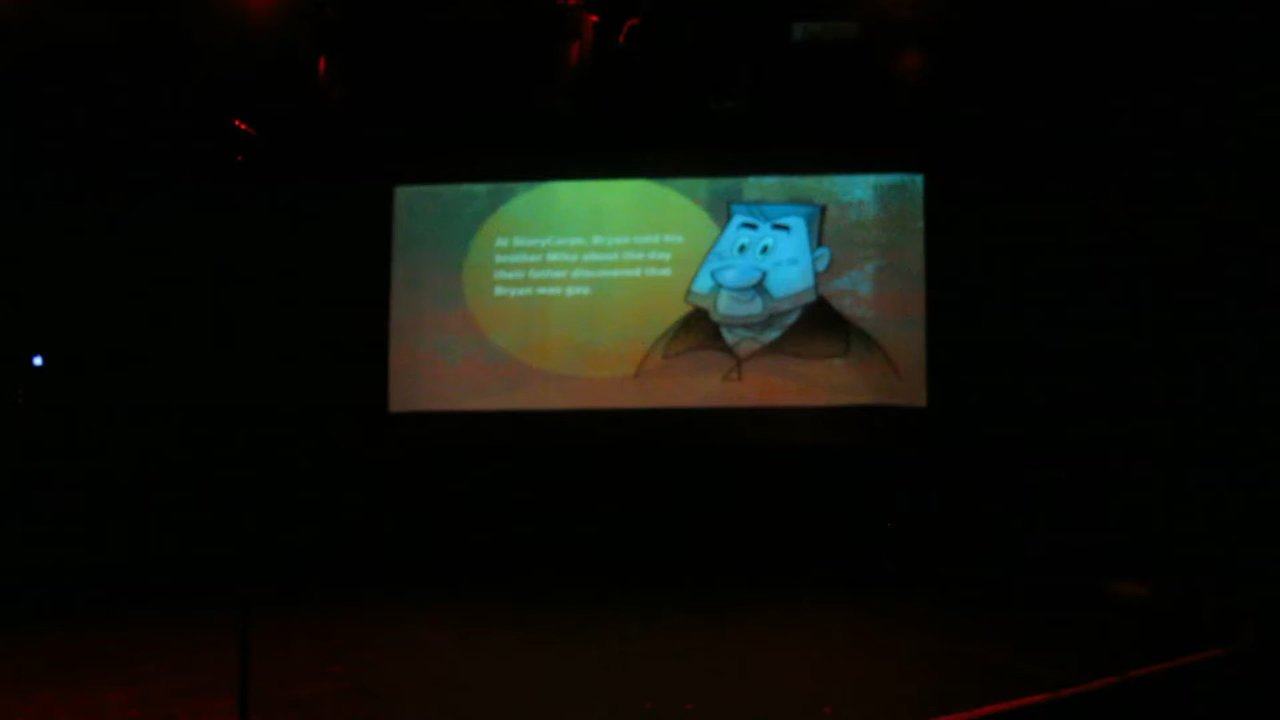 At StoryCorps, Bryan told his
brother Mike about the day
their father discovered that
Bryan was gay.